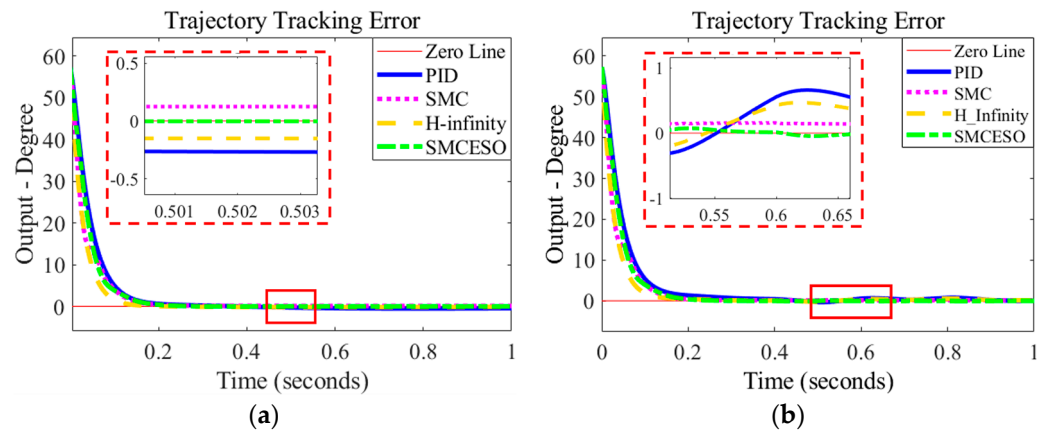 Trajectory Tracking Error
Output - Degree
60
50
40
30
20
10
0
0.5
0
-0.5
0.501
0.502
0.503
Zero Line
PID
SMC
H-infinity
SMCESO
0.2
0.4
0.6
0.8
1
Time (seconds)
(a)
Trajectory Tracking Error
Output - Degree
60
50
40
30
20
10
0
1
0
-1
0.55
0.6
0.65
Zero Line
PID
SMC
H_Infinity
SMCESO
0
0.2
0.4
0.6
0.8
1
Time (seconds)
(b)